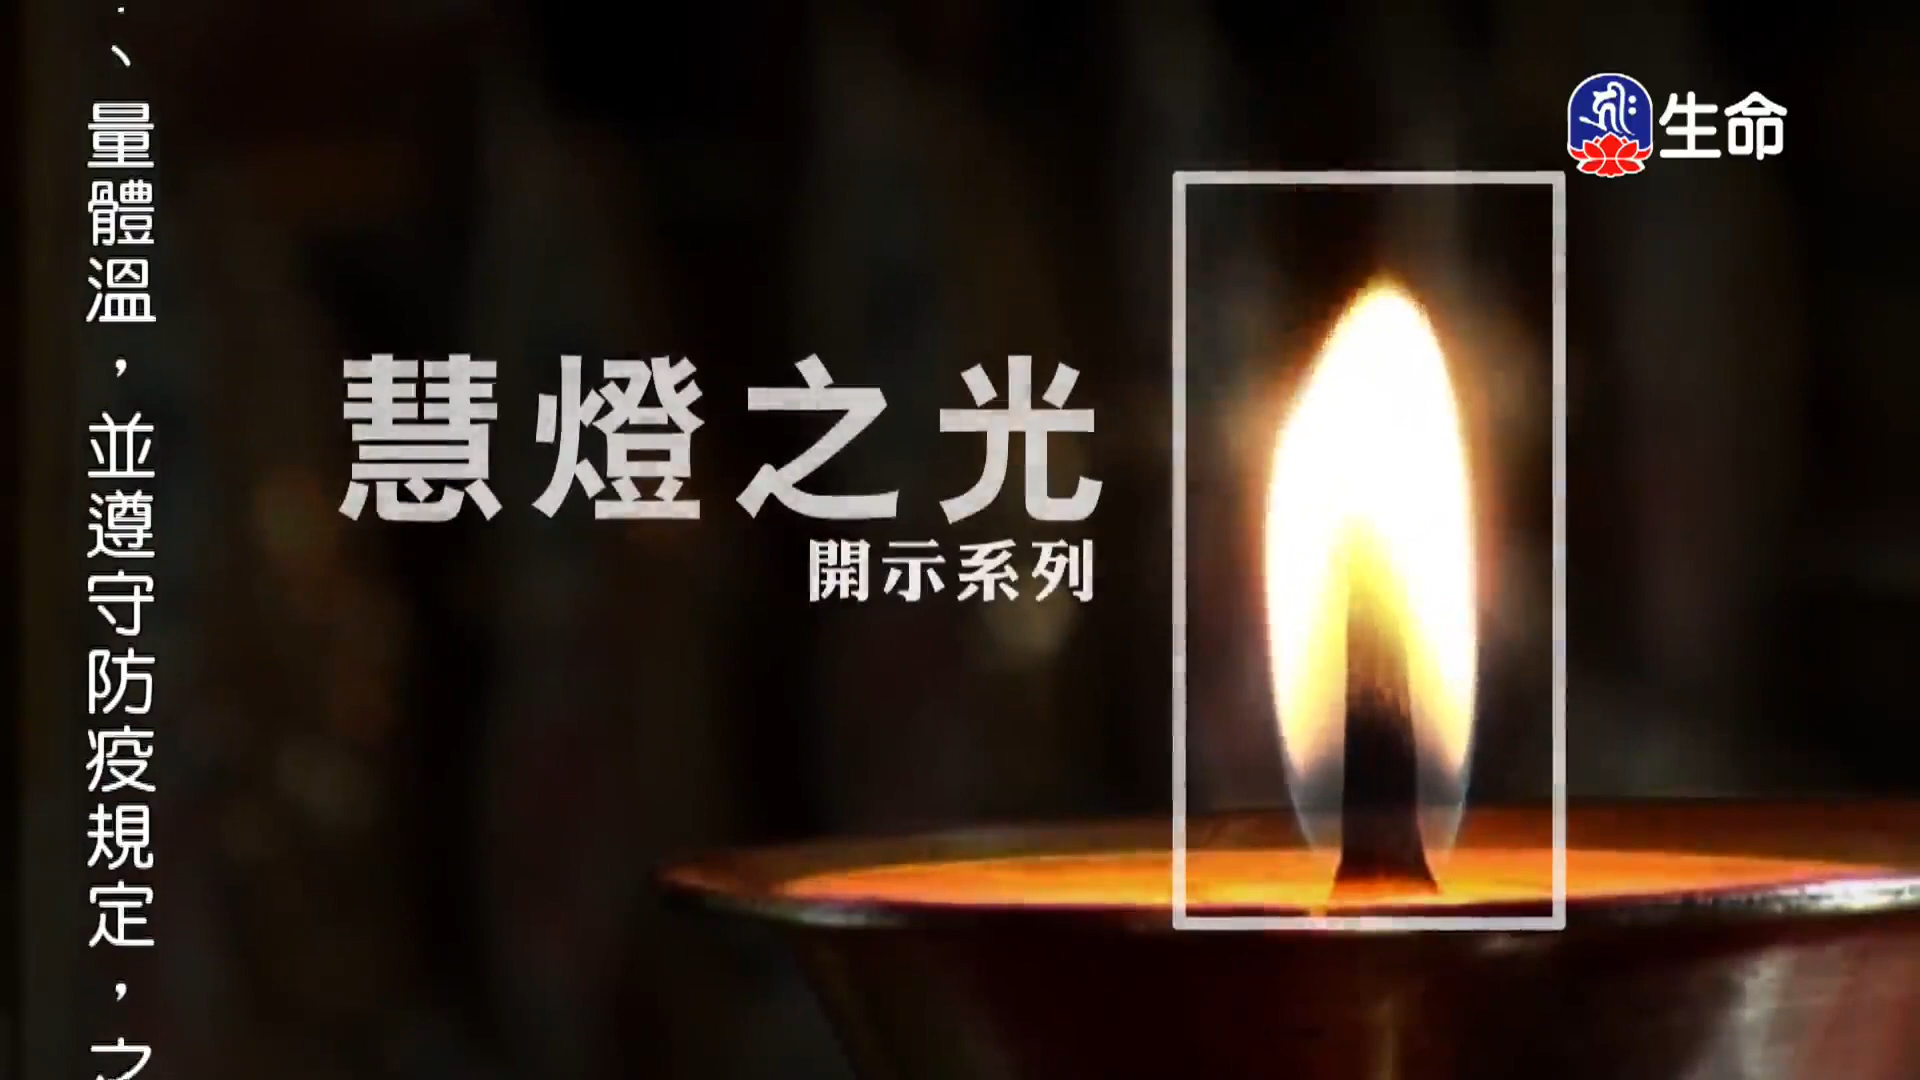 生命
慧燈之光
開示系列
、量體溫，並遵守防疫規定，之